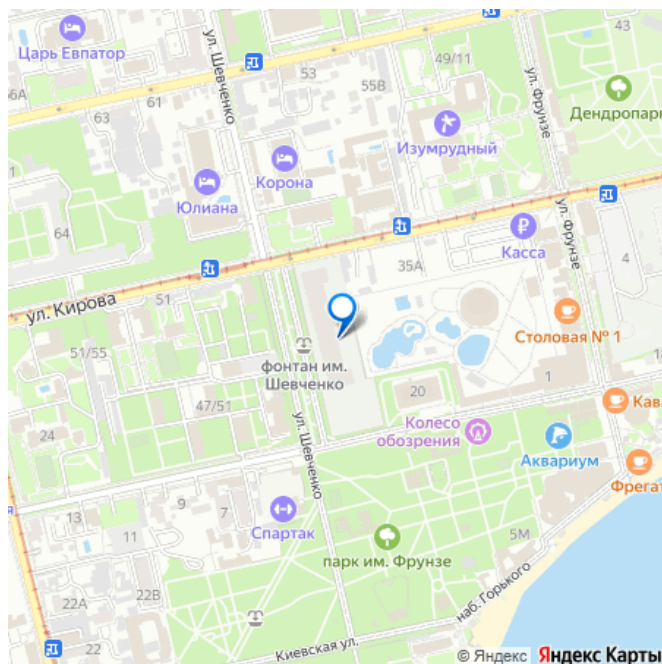 Царь Евпатор
ул. Шевченко
53
55В
49/11
43
ул. Фрунзе
Дендропарк
56А
63
61
Изумрудный
Корона
Юлиана
64
ул. Фрунзе
Касса
35А
4
ул. Кирова
51
51/55
фонтан им.
Шевченко
Столовая № 1
47/51
20
1
24
Колесо
обозрения
Аквариум
Фрегат
ул. Шевченко
9
7
13
11
Спартак
парк им. Фрунзе
5М
наб. Горького
22А
22В
22А
Киевская ул.
© Яндекс Яндекс Карты